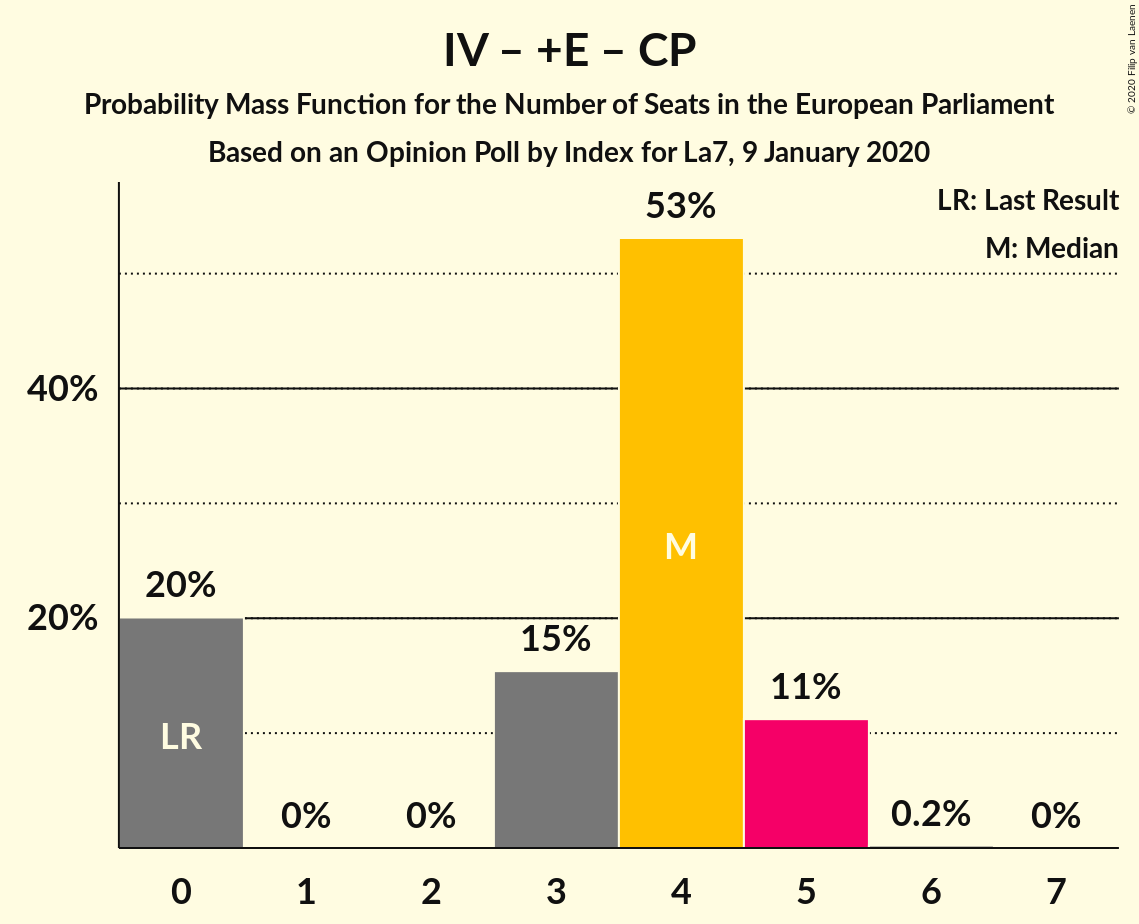 IV – +E – CP
Probability Mass Function for the Number of Seats in the European Parliament
Based on an Opinion Poll by Index for La7, 9 January 2020
© 2020 Filip van Laenen
LR: Last Result
M: Median
53%
40%
M
20%
20%
15%
11%
LR
0%
0%
0.2%
0%
0 1 2 3 4 5 6 7